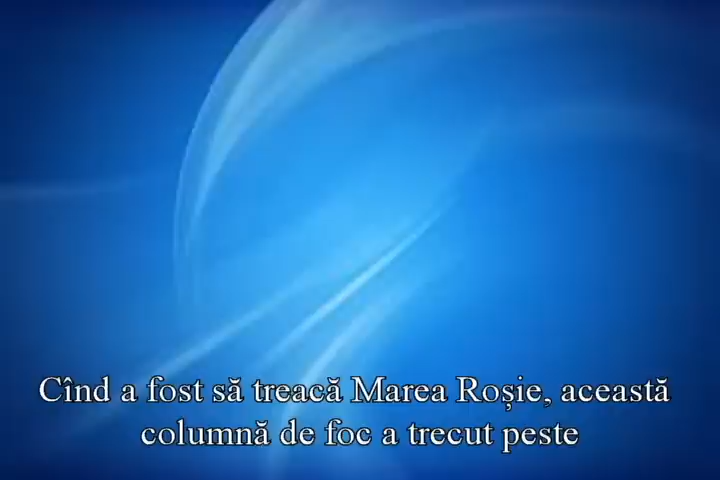 Cînd a fost să treacă Marea Roșie, această
columnă de foc a trecut peste